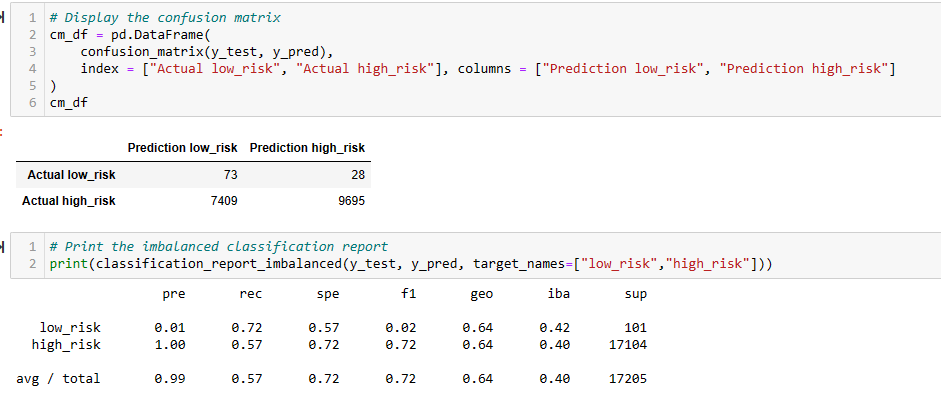 1 # Display the confusion matrix
2 cm_df = pd.DataFrame(
3     confusion_matrix(y_test, y_pred),
4     index = ["Actual low_risk", "Actual high_risk"], columns = ["Prediction low_risk", "Prediction high_risk"]
5 )
6 cm_df
Prediction low_risk Prediction high_risk
Actual low_risk 73 28
Actual high_risk 7409 9695
1 # Print the imbalanced classification report
2 print(classification_report_imbalanced(y_test, y_pred, target_names=["low_risk","high_risk"]))
pre rec spe f1 geo iba sup
low_risk 0.01 0.72 0.57 0.02 0.64 0.42 101
high_risk 1.00 0.57 0.72 0.72 0.64 0.40 17104
avg / total 0.99 0.57 0.72 0.72 0.64 0.40 17205